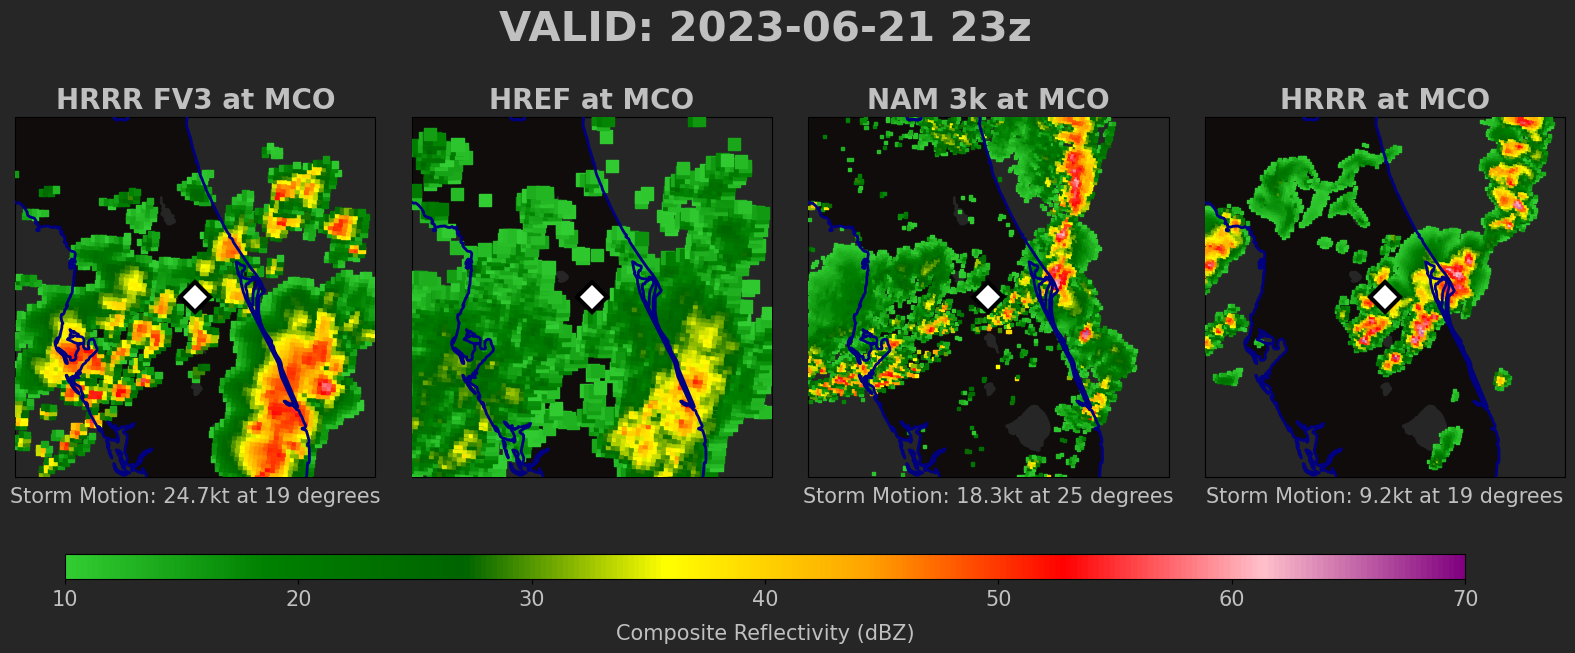 VALID: 2023-06-21 23z
HRRR FV3 at MCO
HREF at MCO
NAM 3k at MCO
HRRR at MCO
Storm Motion: 24.7kt at 19 degrees
Storm Motion: 18.3kt at 25 degrees
Storm Motion: 9.2kt at 19 degrees
10 20 30 40 50 60 70
Composite Reflectivity (dBZ)